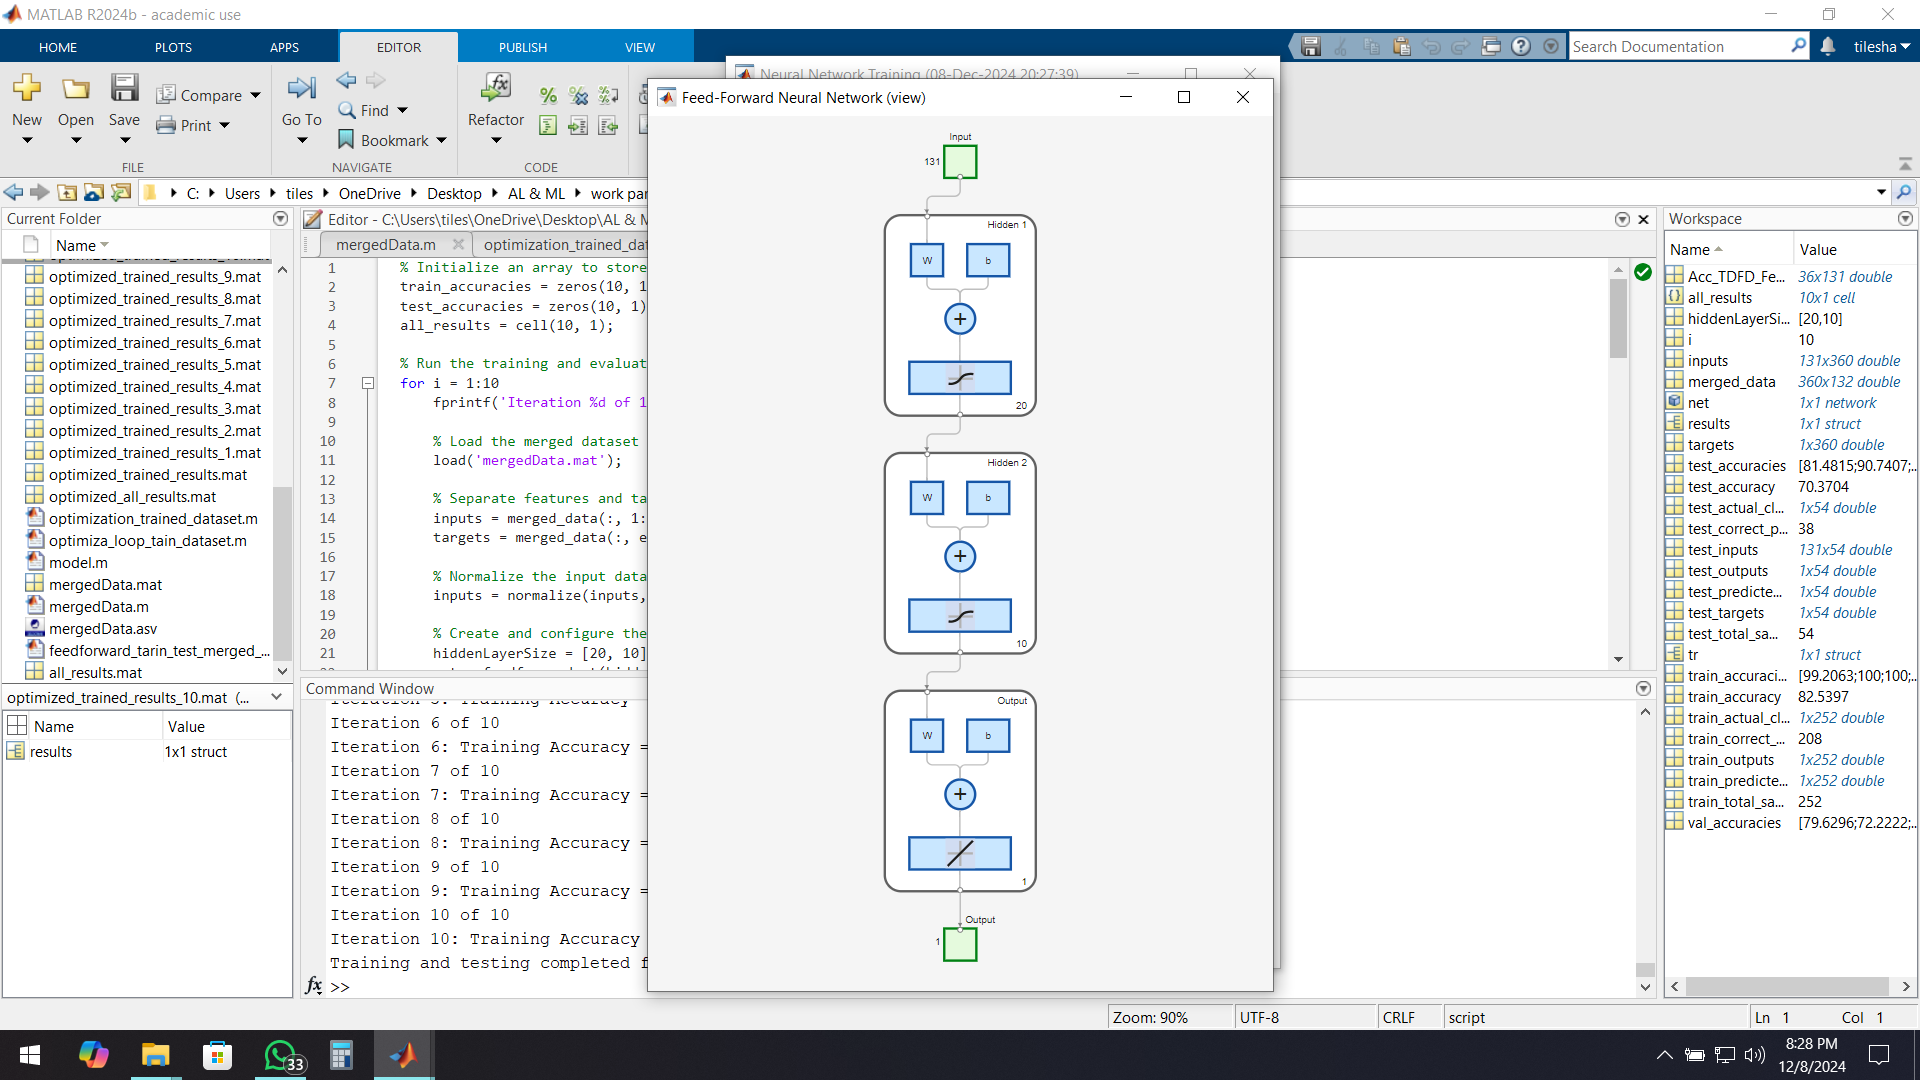 MATLAB R2024b - academic use
HOME
PLOTS
APPS
EDITOR
PUBLISH
VIEW
Search Documentation
tilesha
New
Open
Save
Compare
Print
FILE
Go To
Find
Bookmark
NAVIGATE
Refactor
CODE
C:
Users
tiles
OneDrive
Desktop
AL & ML
work par
Current Folder
Name
optimized_trained_results_9.mat
optimized_trained_results_8.mat
optimized_trained_results_7.mat
optimized_trained_results_6.mat
optimized_trained_results_5.mat
optimized_trained_results_4.mat
optimized_trained_results_3.mat
optimized_trained_results_2.mat
optimized_trained_results_1.mat
optimized_trained_results.mat
optimized_all_results.mat
optimization_trained_dataset.m
optimiza_loop_tain_dataset.m
model.m
mergedData.mat
mergedData.m
mergedData.asv
feedforward_tarin_test_merged_...
all_results.mat
optimized_trained_results_10.mat (...
Name Value
results 1x1 struct
Editor - C:\Users\tiles\OneDrive\Desktop\AL & M
mergedData.m
optimization_trained_dat
1 % Initialize an array to store
2 train_accuracies = zeros(10, 1
3 test_accuracies = zeros(10, 1)
4 all_results = cell(10, 1);
5
6 % Run the training and evaluat
7 for i = 1:10
8 fprintf('Iteration %d of 1
9
10 % Load the merged dataset
11 load('mergedData.mat');
12
13 % Separate features and ta
14 inputs = merged_data(:, 1:
15 targets = merged_data(:, e
16
17 % Normalize the input data
18 inputs = normalize(inputs,
19
20 % Create and configure the
21 hiddenLayerSize = [20, 10]
Command Window
Iteration 6 of 10
Iteration 6: Training Accuracy =
Iteration 7 of 10
Iteration 7: Training Accuracy =
Iteration 8 of 10
Iteration 8: Training Accuracy =
Iteration 9 of 10
Iteration 9: Training Accuracy =
Iteration 10 of 10
Iteration 10: Training Accuracy
Training and testing completed f
fx >>
Neural Network Training (08-Dec-2024 20:27:39)
Feed-Forward Neural Network (view)
Input
131
Hidden 1
W b
+
20
Hidden 2
W b
+
10
Output
W b
+
1
Output
1
Workspace
Name Value
Acc_TDFD_Fe... 36x131 double
all_results 10x1 cell
hiddenLayerSi... [20,10]
i 10
inputs 131x360 double
merged_data 360x132 double
net 1x1 network
results 1x1 struct
targets 1x360 double
test_accuracies [81.4815;90.7407;...
test_accuracy 70.3704
test_actual_cl... 1x54 double
test_correct_p... 38
test_inputs 131x54 double
test_outputs 1x54 double
test_predicte... 1x54 double
test_targets 1x54 double
test_total_sa... 54
tr 1x1 struct
train_accuraci... [99.2063;100;100;...
train_accuracy 82.5397
train_actual_cl... 1x252 double
train_correct_... 208
train_outputs 1x252 double
train_predicte... 1x252 double
train_total_sa... 252
val_accuracies [79.6296;72.2222;...
Zoom: 90%
UTF-8
CRLF
script
Ln 1 Col 1
33
8:28 PM
12/8/2024